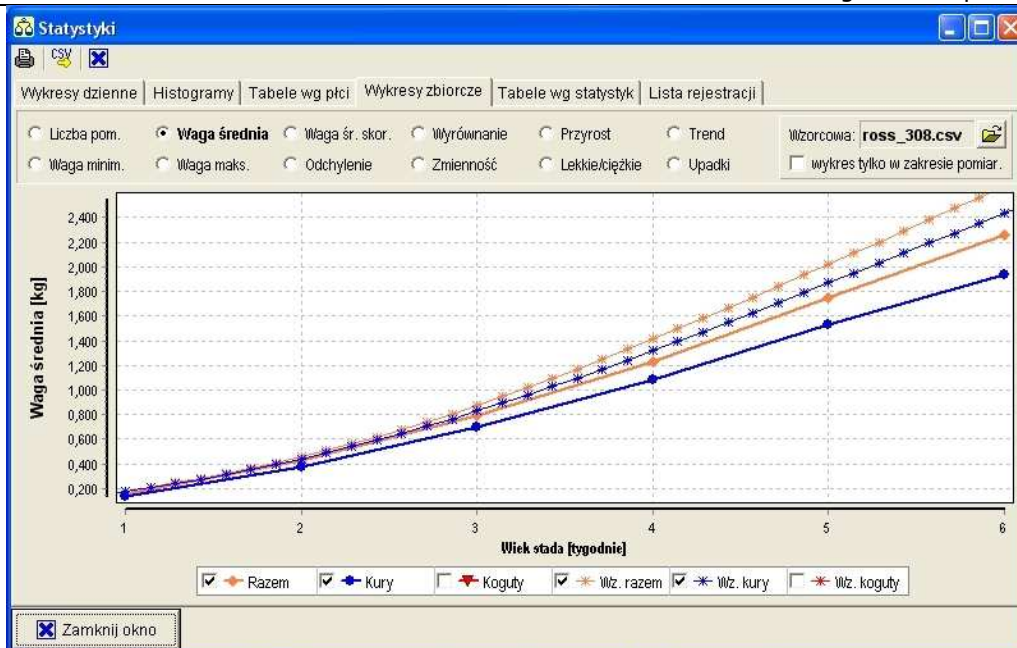 Statystyki
CSV
Wykresy dzienne Histogramy Tabele wg płci Wykresy zbiorcze Tabele wg statystyk Lista rejestracji
Liczba pom. Waga średnia Waga śr. skor. Wyrównanie Przyrost Trend Wzorcowa: ross_308.csv
Waga minim. Waga maks. Odchylenie Zmienność Lekkie/ciężkie Upadki wykres tylko w zakresie pomiar.
Waga średnia [kg]
2,400
2,200
2,000
1,800
1,600
1,400
1,200
1,000
0,800
0,600
0,400
0,200
1 2 3 4 5 6
Wiek stada [tygodnie]
Razem Kury Koguty Wz. razem Wz. kury Wz. koguty
Zamknij okno